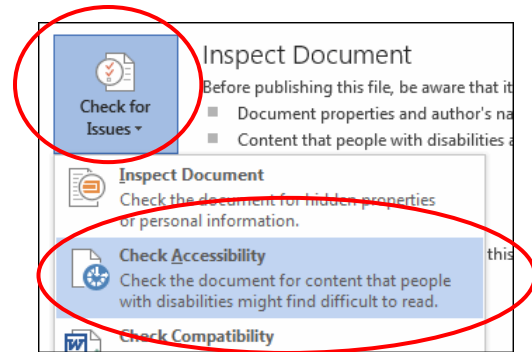 Inspect Document
Before publishing this file, be aware that it
Check for
Issues
Document properties and author's na
Content that people with disabilities a
Inspect Document
Check the document for hidden properties
or personal information.
this
Check Accessibility
Check the document for content that people
with disabilities might find difficult to read.
Check Compatibility